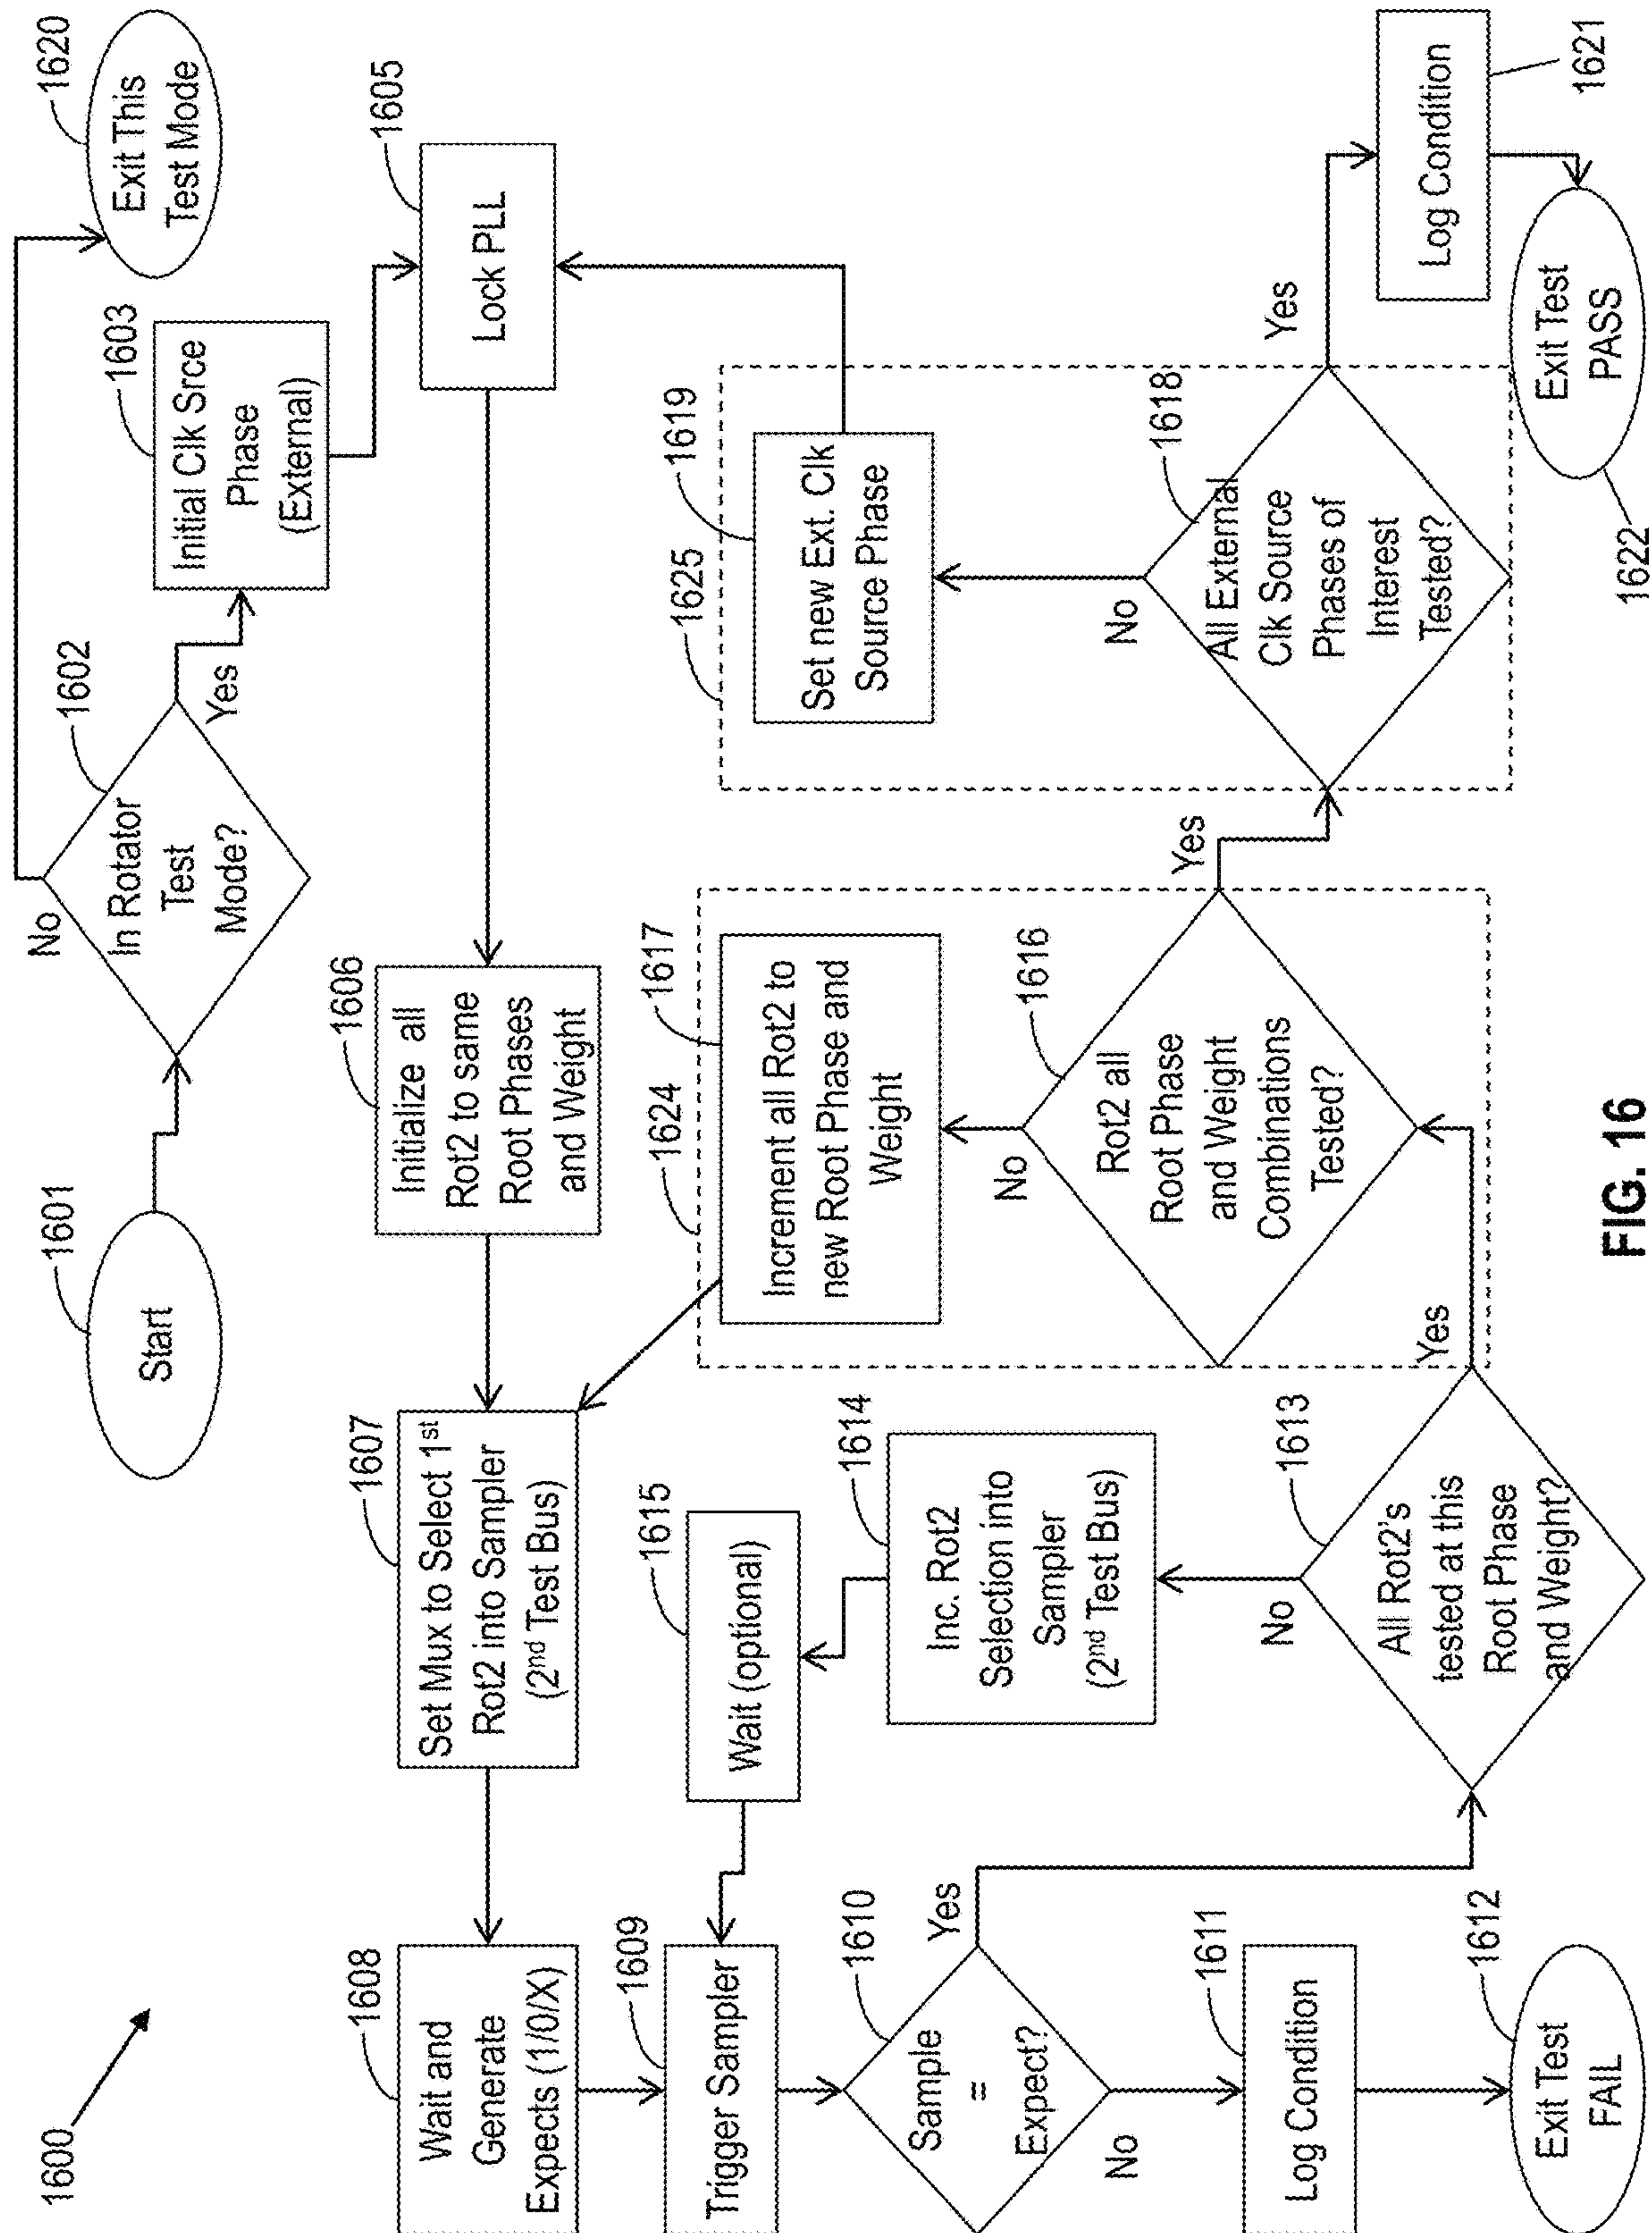 1600
1601
Start
1602
In Rotator
Test
Mode?
No
Yes
1620
Exit This
Test Mode
1603
Initial Clk Srce
Phase
(External)
1605
Lock PLL
1606
Initialize all
Rot2 to same
Root Phases
and Weight
1607
Set Mux to Select 1st
Rot2 into Sampler
(2nd Test Bus)
1608
Wait and
Generate
Expects (1/0/X)
1609
Trigger Sampler
1610
Sample
=
Expect?
Yes
No
1611
Log Condition
1612
Exit Test
FAIL
1615
Wait (optional)
1614
Inc. Rot2
Selection into
Sampler
(2nd Test Bus)
1613
All Rot2's
tested at this
Root Phase
and Weight?
No
Yes
1624
1617
Increment all Rot2 to
new Root Phase and
Weight
1616
Rot2 all
Root Phase
and Weight
Combinations
Tested?
No
Yes
1625
1619
Set new Ext. Clk
Source Phase
1618
All External
Clk Source
Phases of
Interest
Tested?
No
Yes
Log Condition
1621
Exit Test
PASS
1622
FIG. 16